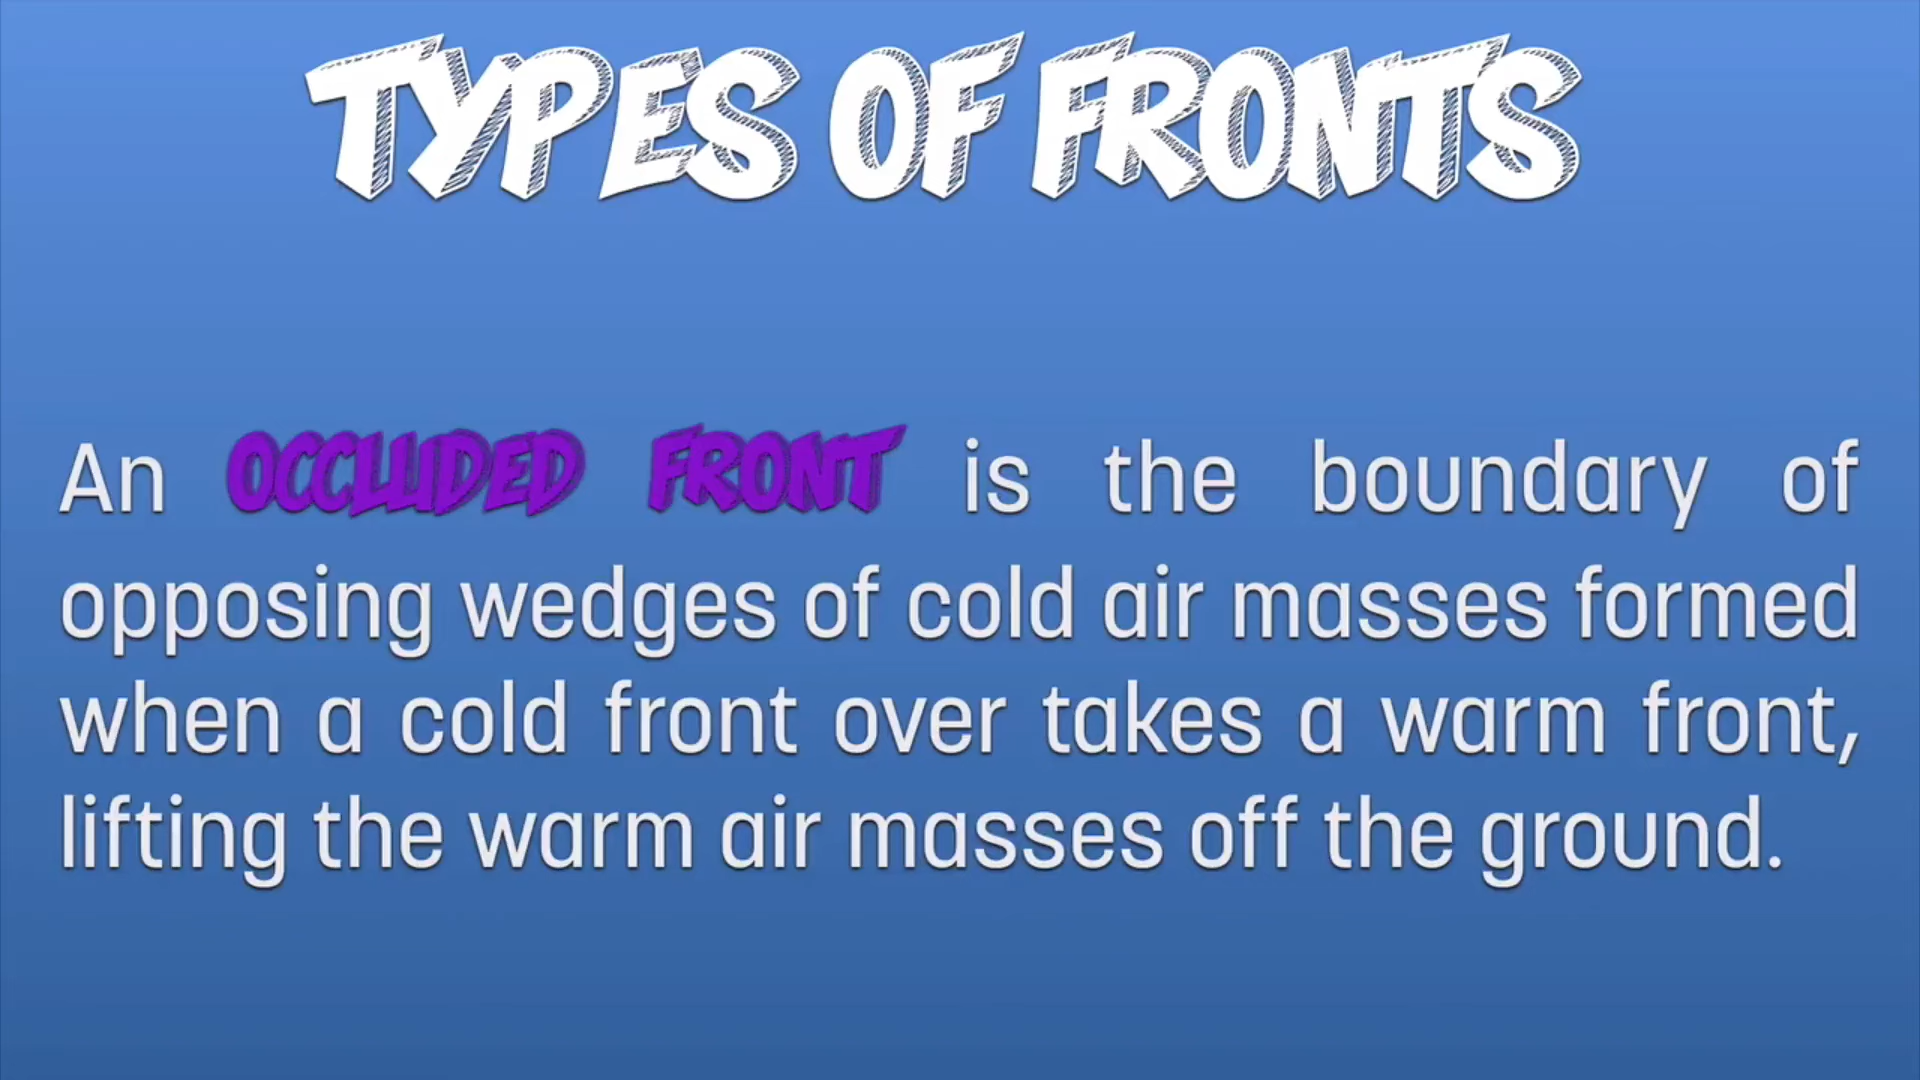 TYPES OF FRONTS
An OCCLUDED FRONT is the boundary of
opposing wedges of cold air masses formed
when a cold front over takes a warm front,
lifting the warm air masses off the ground.